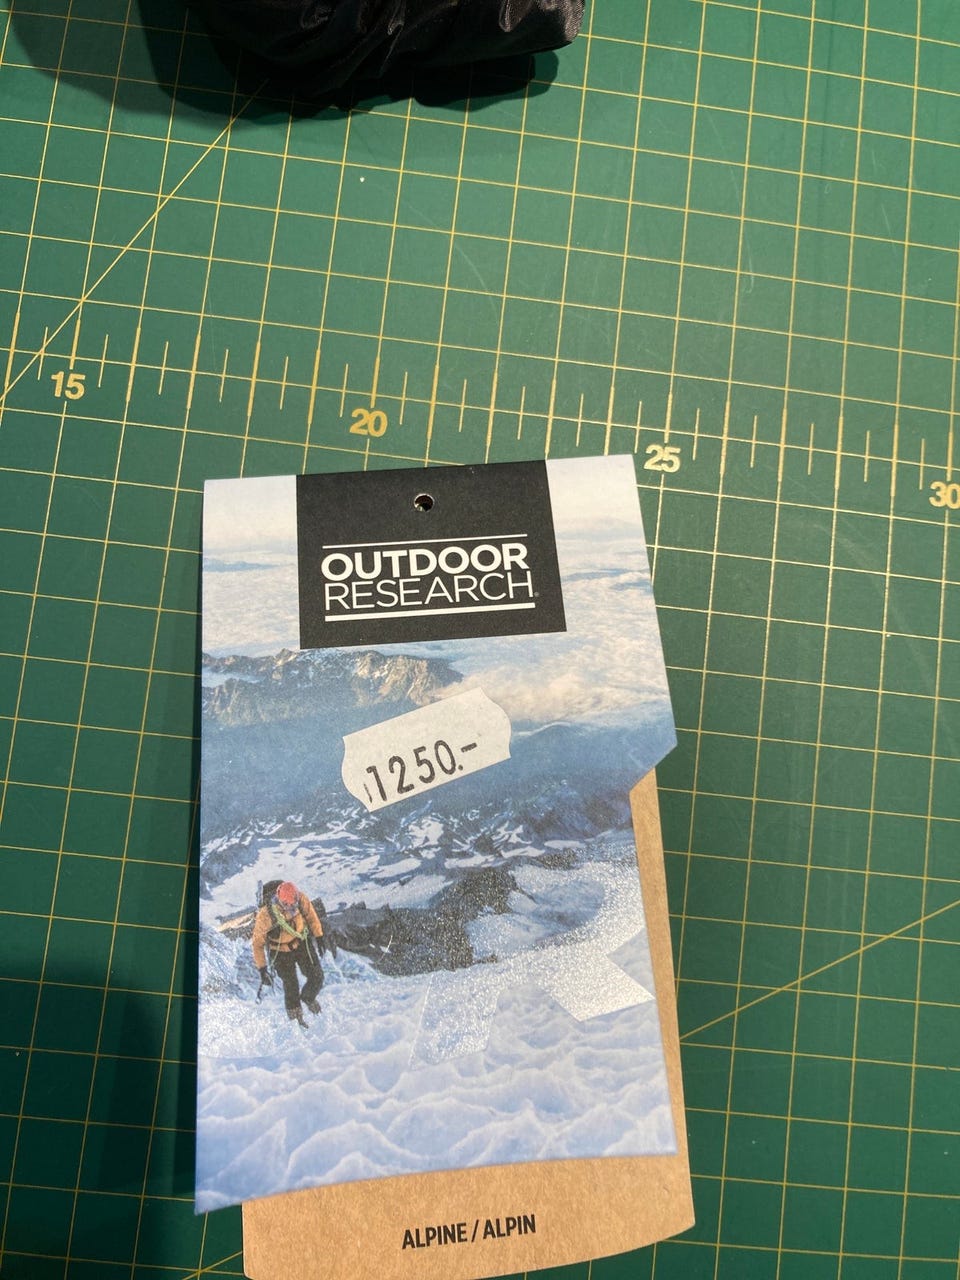 15
20
25
30
OUTDOOR
RESEARCH®
1250.-
ALPINE / ALPIN